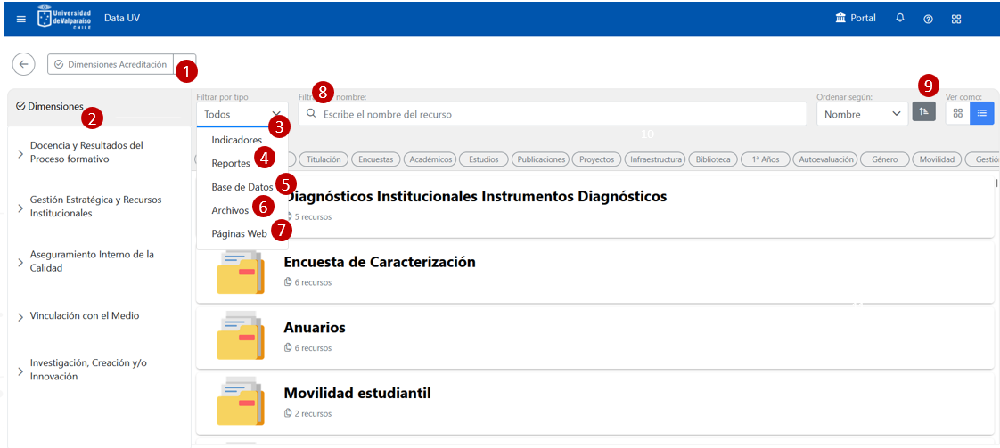 Universidad
de Valparaíso
CHILE
Data UV
Portal
Dimensiones Acreditación
1
Dimensiones
2
Docencia y Resultados del
Proceso formativo
Gestión Estratégica y Recursos
Institucionales
Aseguramiento Interno de la
Calidad
Vinculación con el Medio
Investigación, Creación y/o
Innovación
Filtrar por tipo
Todos
3
Indicadores
Reportes
4
Base de Datos
5
Archivos
6
Páginas Web
7
8
nombre:
Escribe el nombre del recurso
Ordenar según:
Nombre
9
Ver como:
10
Titulación
Encuestas
Académicos
Estudios
Publicaciones
Proyectos
Infraestructura
Biblioteca
1ª Años
Autoevaluación
Género
Movilidad
Gestió
Diagnósticos Institucionales Instrumentos Diagnósticos
5 recursos
Encuesta de Caracterización
6 recursos
Anuarios
6 recursos
Movilidad estudiantil
2 recursos